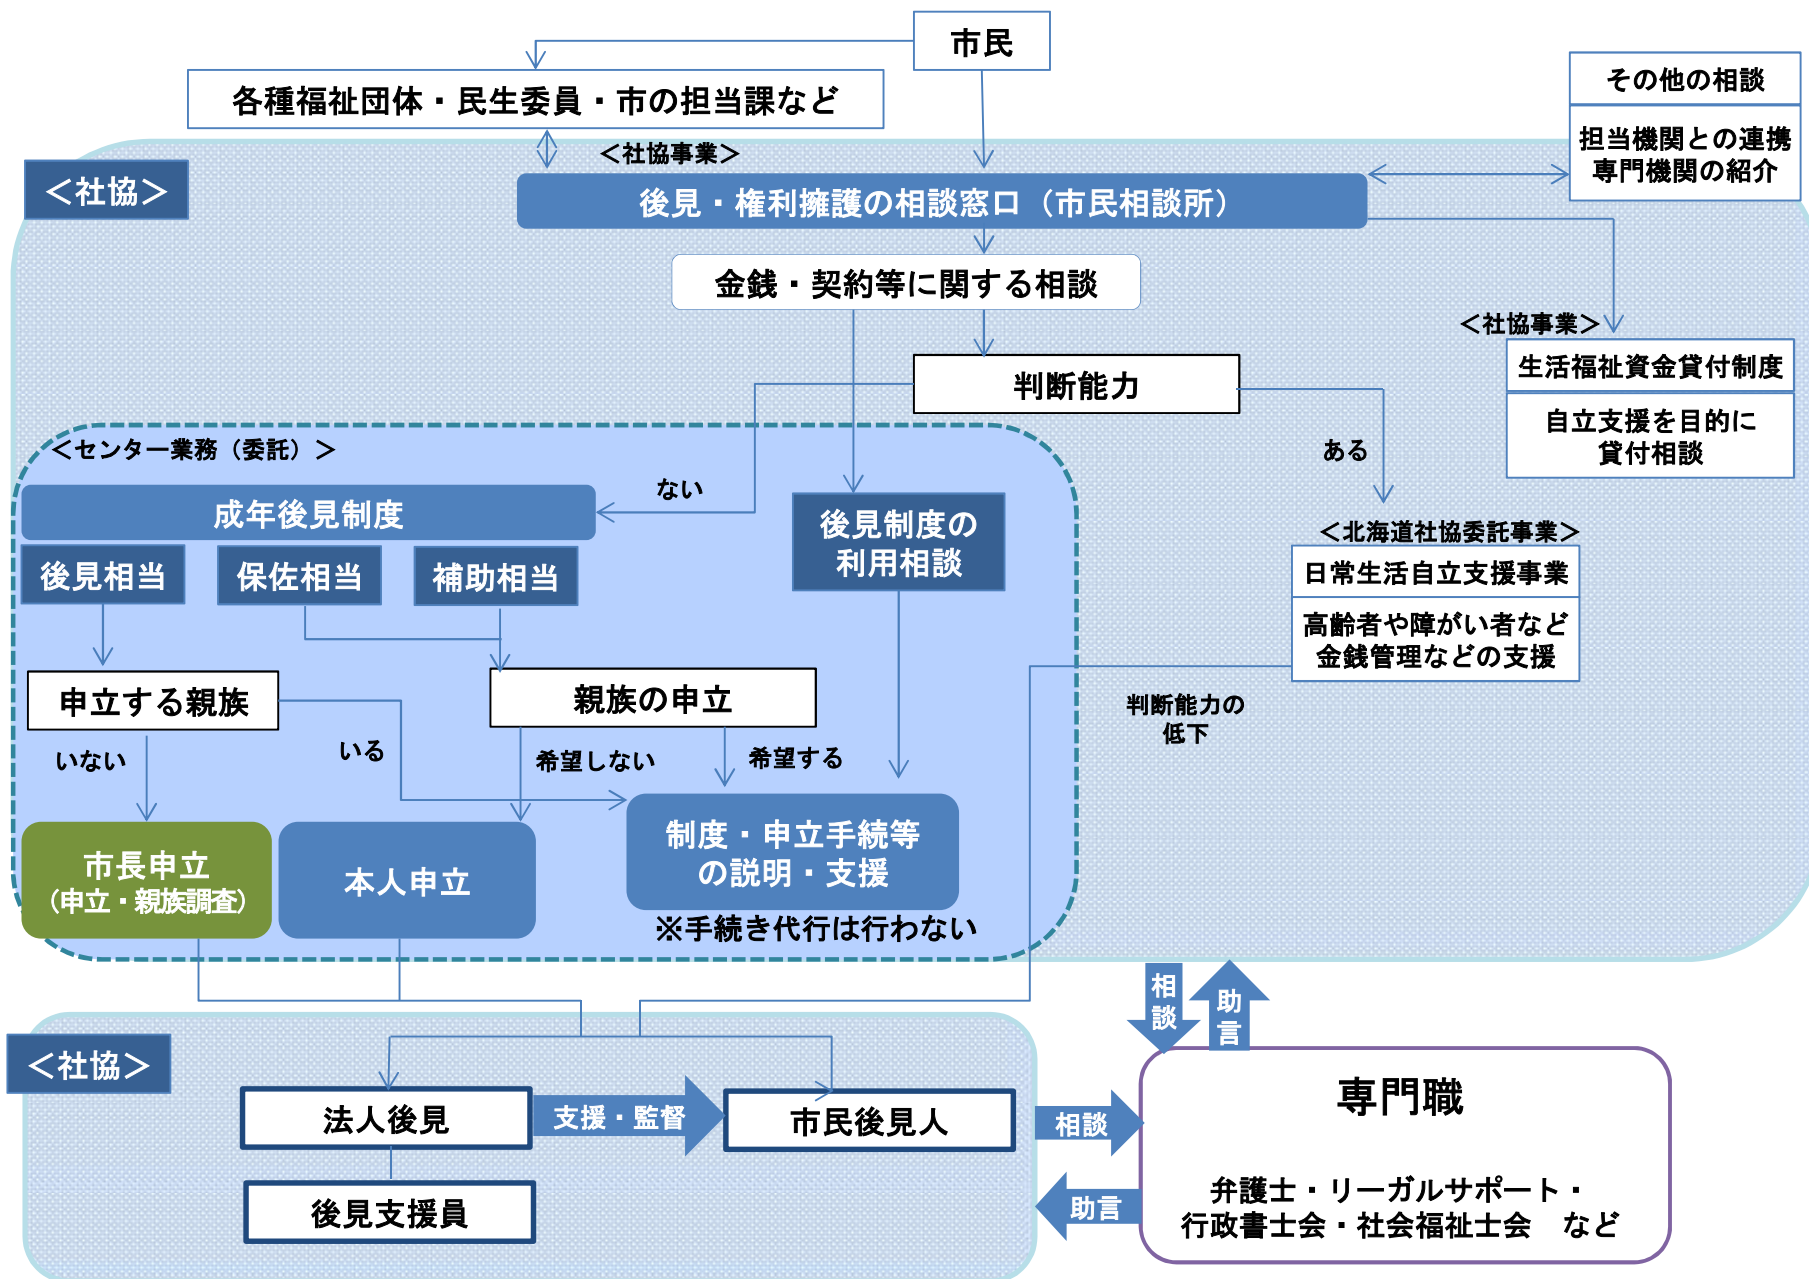 市民
各種福祉団体・民生委員・市の担当課など
その他の相談
担当機関との連携
専門機関の紹介
＜社協事業＞
＜社協＞
後見・権利擁護の相談窓口（市民相談所）
金銭・契約等に関する相談
＜社協事業＞
生活福祉資金貸付制度
自立支援を目的に
貸付相談
判断能力
＜センター業務（委託）＞
ない
ある
成年後見制度
後見制度の
利用相談
＜北海道社協委託事業＞
後見相当
保佐相当
補助相当
日常生活自立支援事業
高齢者や障がい者など
金銭管理などの支援
申立する親族
親族の申立
判断能力の
低下
いない
いる
希望しない
希望する
市長申立
（申立・親族調査）
本人申立
制度・申立手続等
の説明・支援
※手続き代行は行わない
相談
助言
＜社協＞
法人後見
支援・監督
市民後見人
後見支援員
相談
助言
専門職
弁護士・リーガルサポート・
行政書士会・社会福祉士会　など